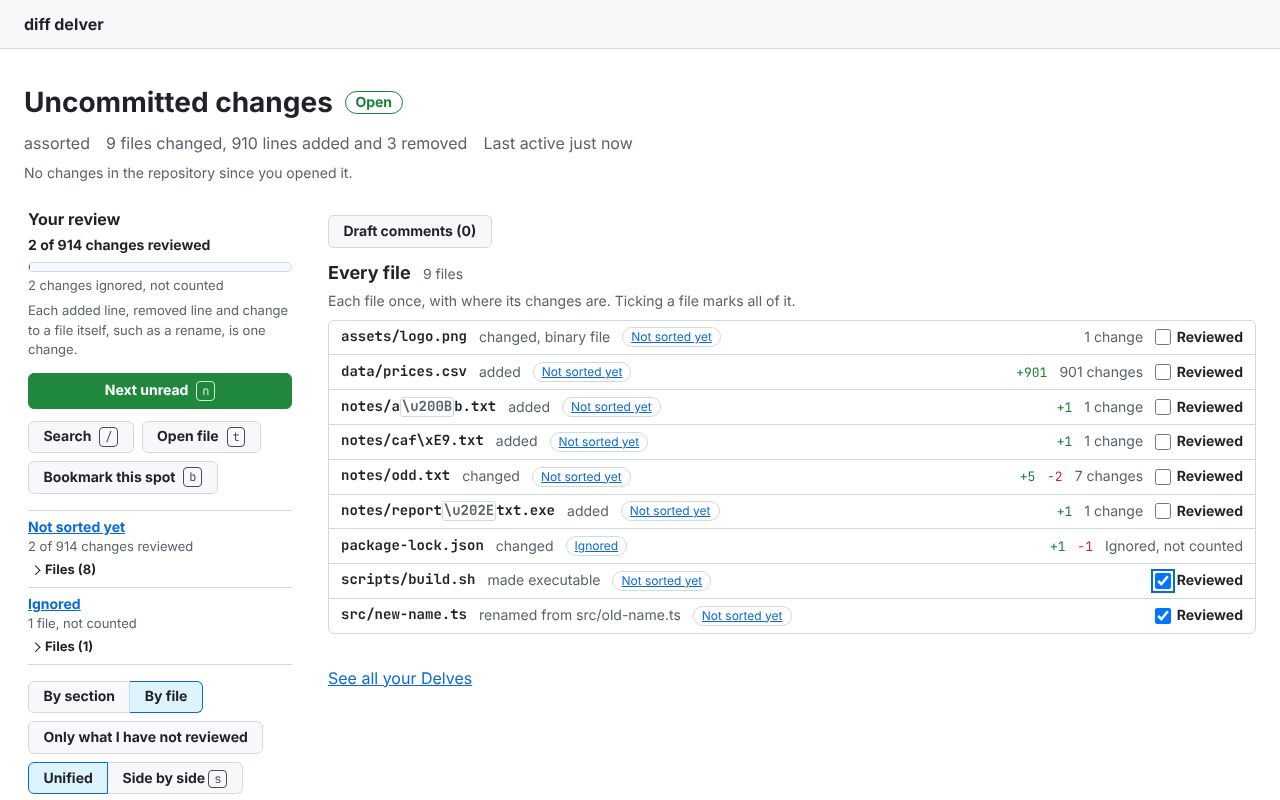 diff delver
Uncommitted changes Open
assorted 9 files changed, 910 lines added and 3 removed Last active just now
No changes in the repository since you opened it.
Your review
2 of 914 changes reviewed
2 changes ignored, not counted
Each added line, removed line and change
to a file itself, such as a rename, is one
change.
Next unread n
Search / Open file t
Bookmark this spot b
Not sorted yet
2 of 914 changes reviewed
Files (8)
Ignored
1 file, not counted
Files (1)
By section By file
Only what I have not reviewed
Unified Side by side s
Draft comments (0)
Every file 9 files
Each file once, with where its changes are. Ticking a file marks all of it.
assets/logo.png changed, binary file Not sorted yet 1 change Reviewed
data/prices.csv added Not sorted yet +901 901 changes Reviewed
notes/a\u200Bb.txt added Not sorted yet +1 1 change Reviewed
notes/caf\xE9.txt added Not sorted yet +1 1 change Reviewed
notes/odd.txt changed Not sorted yet +5 -2 7 changes Reviewed
notes/report\u202Etxt.exe added Not sorted yet +1 1 change Reviewed
package-lock.json changed Ignored +1 -1 Ignored, not counted
scripts/build.sh made executable Not sorted yet Reviewed
src/new-name.ts renamed from src/old-name.ts Not sorted yet Reviewed
See all your Delves